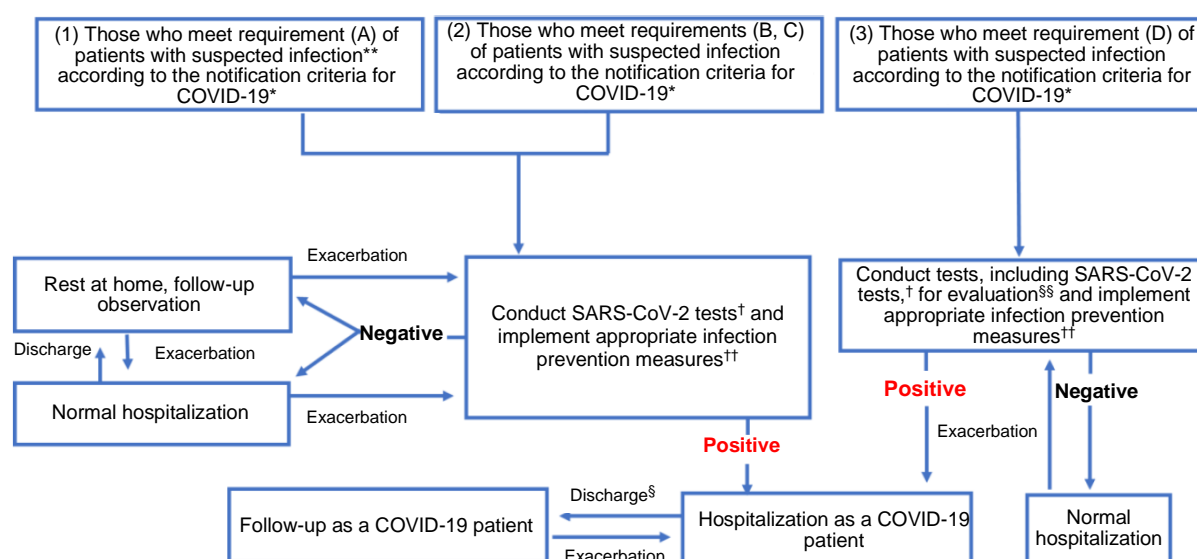 (1) Those who meet requirement (A) of
patients with suspected infection**
according to the notification criteria for
COVID-19*
(2) Those who meet requirements (B, C)
of patients with suspected infection
according to the notification criteria for
COVID-19*
(3) Those who meet requirement (D) of
patients with suspected infection
according to the notification criteria for
COVID-19*
Exacerbation
Rest at home, follow-up
observation
Discharge
Exacerbation
Normal hospitalization
Exacerbation
Negative
Conduct SARS-CoV-2 tests† and
implement appropriate infection
prevention measures††
Conduct tests, including SARS-CoV-2
tests,† for evaluation§§ and implement
appropriate infection prevention
measures††
Positive
Positive
Exacerbation
Negative
Follow-up as a COVID-19 patient
Discharge§
Exacerbation
Hospitalization as a COVID-19
patient
Normal
hospitalization